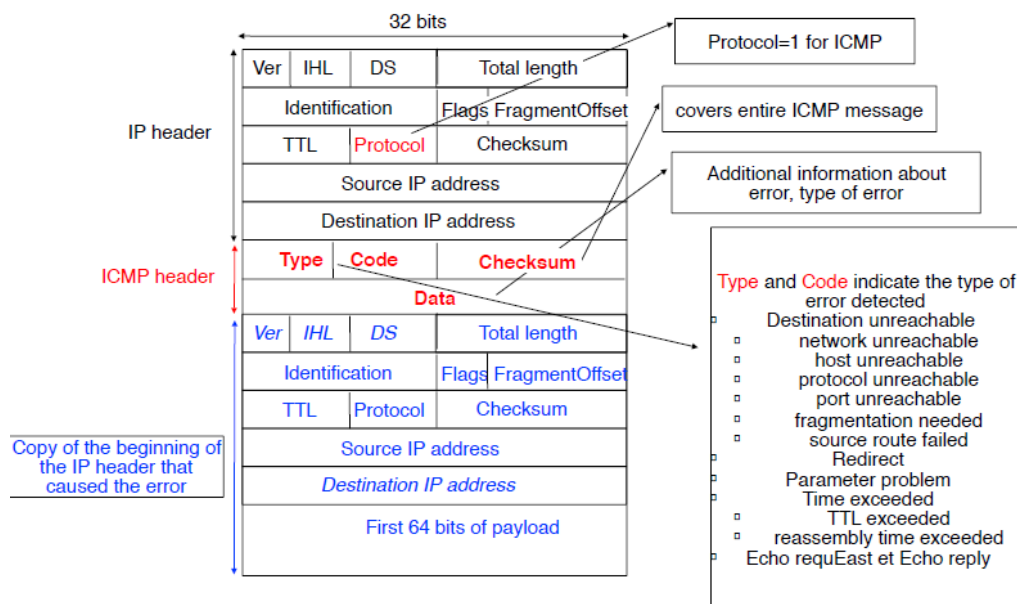 32 bits
Protocol=1 for ICMP
Ver IHL DS Total length
Identification Flags FragmentOffset
covers entire ICMP message
IP header
TTL Protocol Checksum
Source IP address
Additional information about
error, type of error
Destination IP address
ICMP header
Type Code Checksum
Data
Type and Code indicate the type of
error detected
Destination unreachable
network unreachable
host unreachable
protocol unreachable
port unreachable
fragmentation needed
source route failed
Redirect
Parameter problem
Time exceeded
TTL exceeded
reassembly time exceeded
Echo requEast et Echo reply
Ver IHL DS Total length
Identification Flags FragmentOffset
TTL Protocol Checksum
Copy of the beginning of
the IP header that
caused the error
Source IP address
Destination IP address
First 64 bits of payload